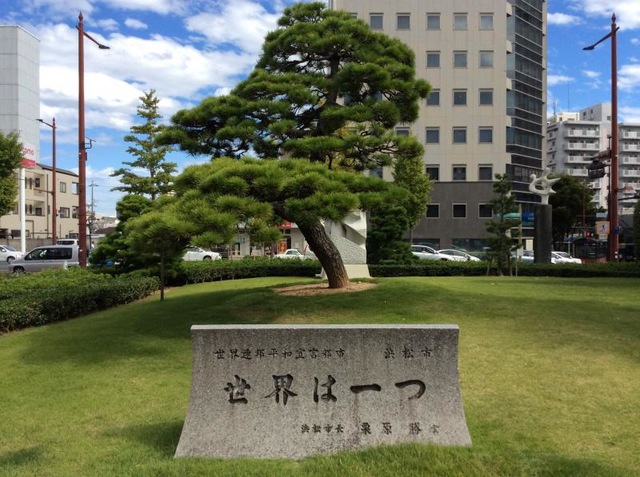 世界連邦平和宣言都市 浜松市
世界は一つ
浜松市長 栗原 勝 書